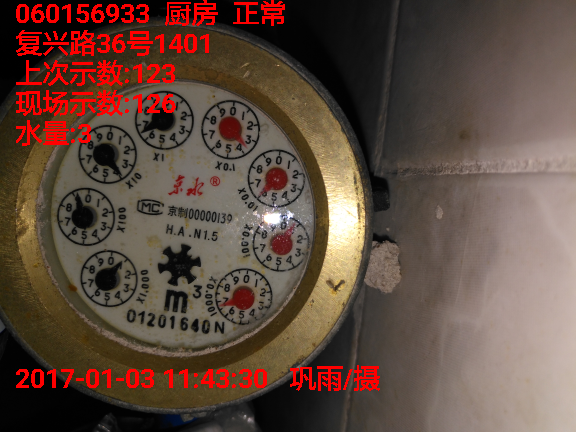 060156933 厨房 正常
复兴路36号1401
上次示数:123
现场示数:126
水量:3
X1
X0.1
X10
X0.01
京水®
X100
MC 京制00000139
H.A.N1.5
X1,000
m³
01201640N
2017-01-03 11:43:30 巩雨/摄